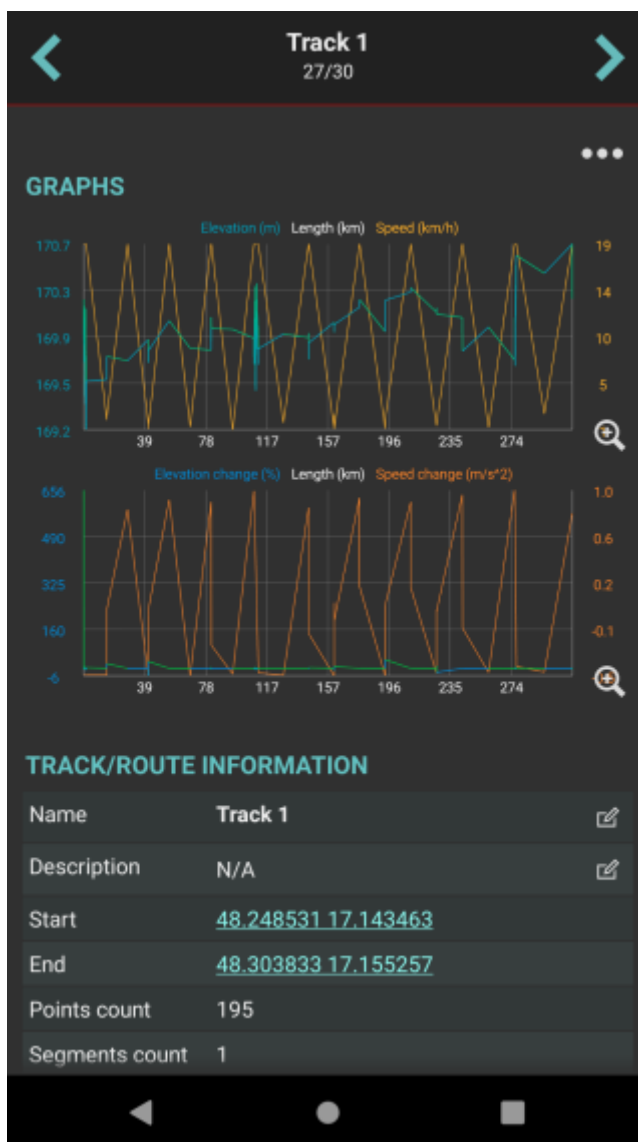 Track 1
27/30
GRAPHS
Elevation (m) Length (km) Speed (km/h)
170.7 19
170.3 14
169.9 10
169.5 5
169.2
39 78 117 157 196 235 274
Elevation change (%) Length (km) Speed change (m/s^2)
656 1.0
490 0.6
325 0.2
160 -0.1
-6
39 78 117 157 196 235 274
TRACK/ROUTE INFORMATION
Name Track 1
Description N/A
Start 48.248531 17.143463
End 48.303833 17.155257
Points count 195
Segments count 1